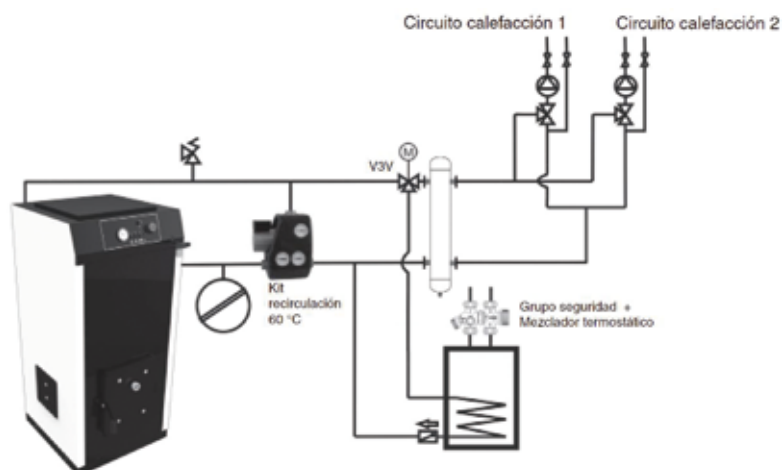 Circuito calefacción 1
Circuito calefacción 2
M
V3V
Kit
recirculación
60 °C
Grupo seguridad +
Mezclador termostático